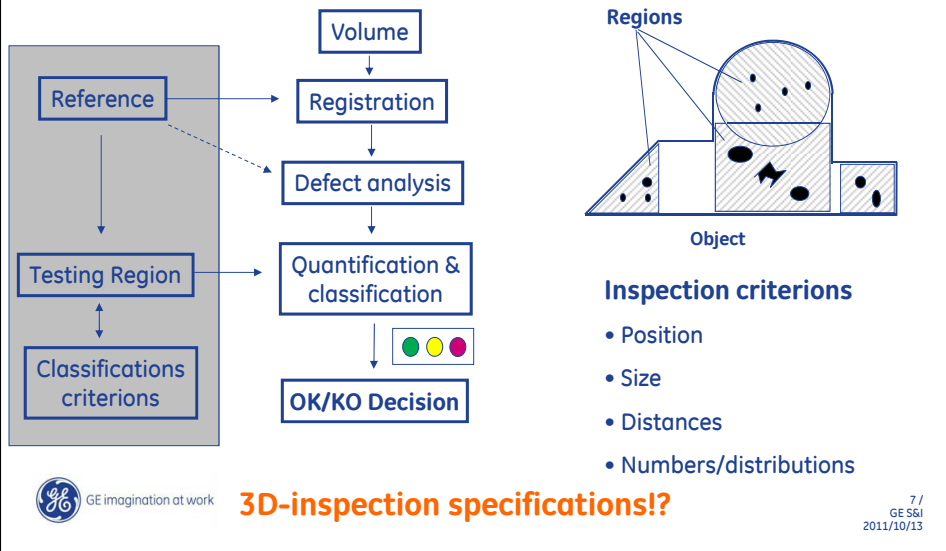 Volume
Reference
Registration
Defect analysis
Testing Region
Quantification &
classification
Classifications
criterions
OK/KO Decision
Regions
Object
Inspection criterions
• Position
• Size
• Distances
• Numbers/distributions
GE imagination at work
3D-inspection specifications!?
7 /
GE S&I
2011/10/13